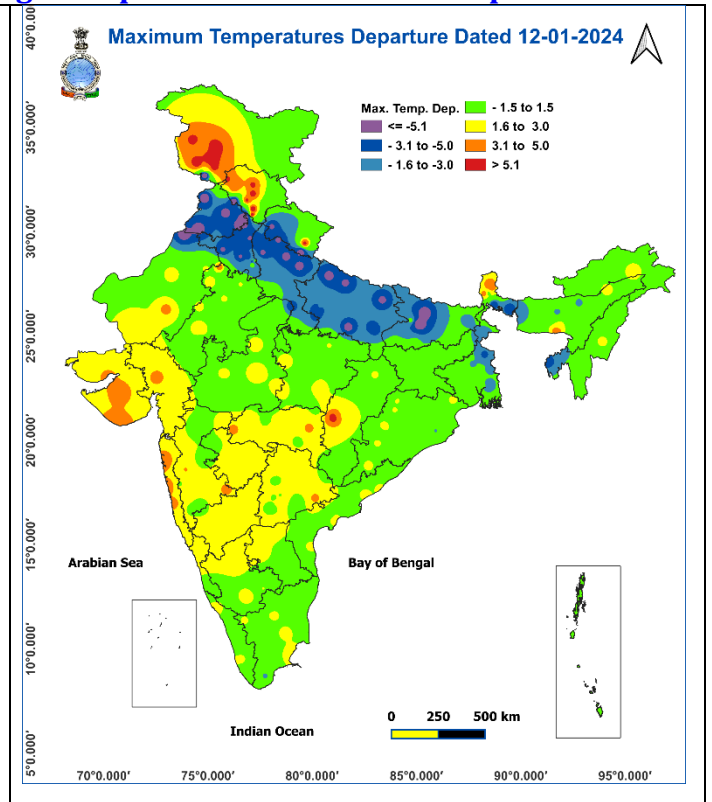 Maximum Temperatures Departure Dated 12-01-2024
Max. Temp. Dep.
<= -5.1
- 3.1 to -5.0
- 1.6 to -3.0
- 1.5 to 1.5
1.6 to 3.0
3.1 to 5.0
> 5.1
40°0.000'
35°0.000'
30°0.000'
25°0.000'
20°0.000'
15°0.000'
10°0.000'
5°0.000'
Arabian Sea
Bay of Bengal
Indian Ocean
0 250 500 km
70°0.000' 75°0.000' 80°0.000' 85°0.000' 90°0.000' 95°0.000'